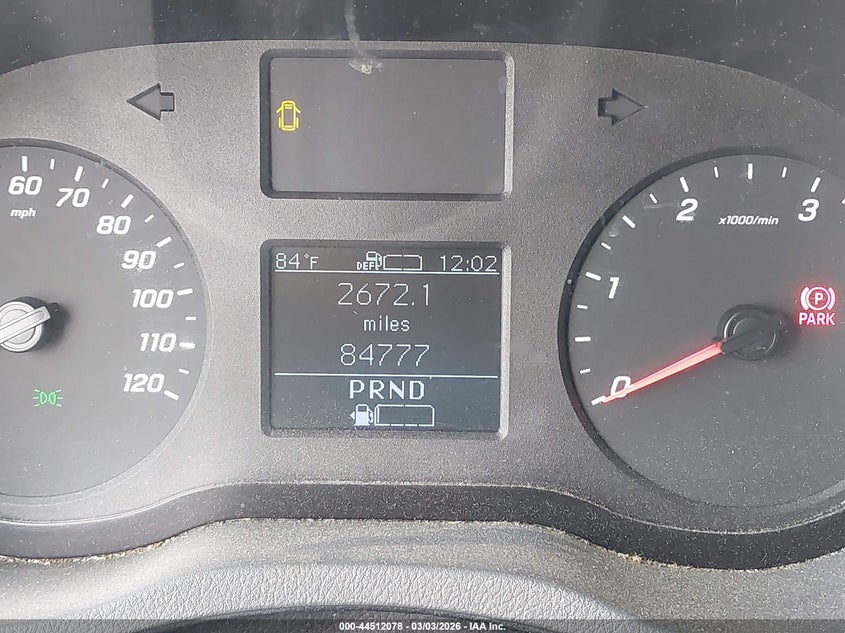 60
mph
70
80
90
100
110
120
84°F
DEF
12:02
2672.1
miles
84777
PRND
0
1
2
3
x1000/min
P
PARK
000-44512078 - 03/03/2026 - IAA Inc.